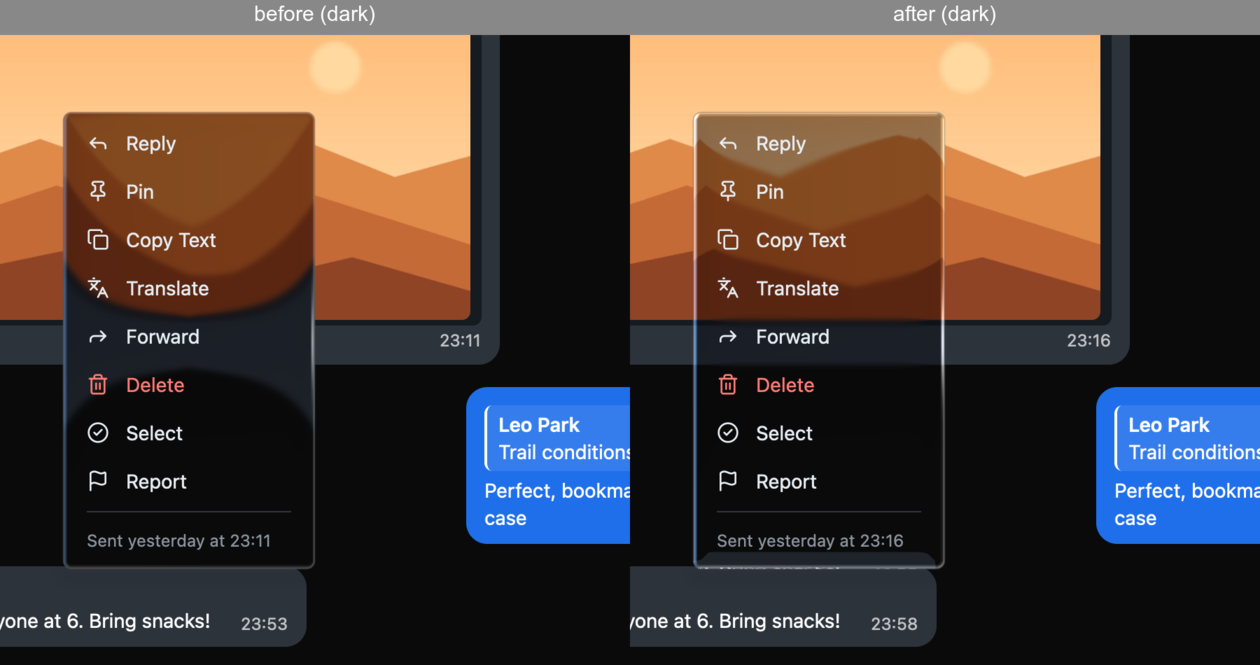 before (dark)
after (dark)
Reply
Pin
Copy Text
Translate
Forward
Delete
Select
Report
Sent yesterday at 23:11
23:11
Leo Park
Trail conditions
Perfect, bookma
case
yone at 6. Bring snacks!
23:53
Reply
Pin
Copy Text
Translate
Forward
Delete
Select
Report
Sent yesterday at 23:16
23:16
Leo Park
Trail conditions
Perfect, bookma
case
yone at 6. Bring snacks!
23:58